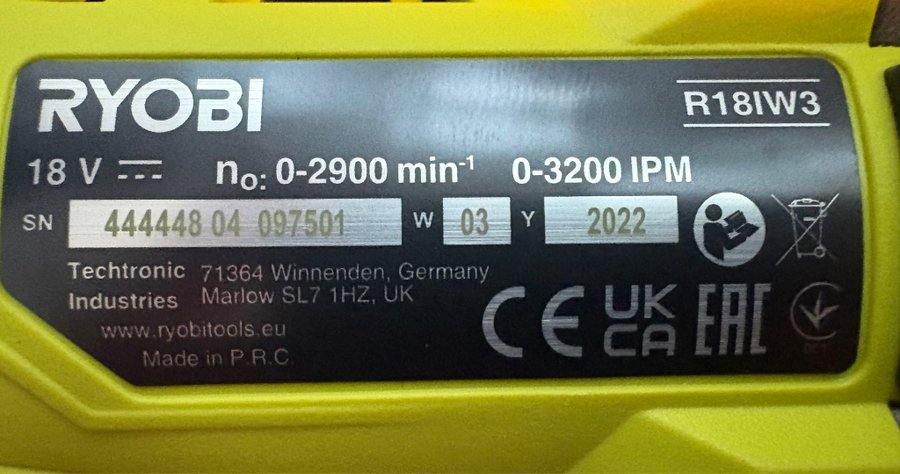 RYOBI
R18IW3
18 V n₀: 0-2900 min⁻¹ 0-3200 IPM
SN 444448 04 097501 W 03 Y 2022
Techtronic 71364 Winnenden, Germany
Industries Marlow SL7 1HZ, UK
www.ryobitools.eu
Made in P.R.C.
CE UK CA EAC